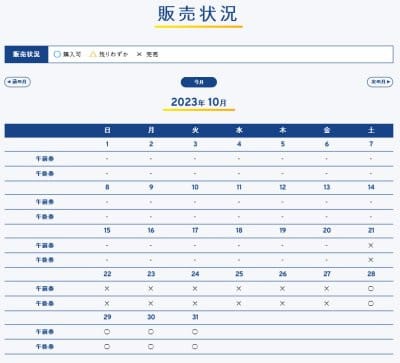 販売状況
販売状況 ○ 購入可 △ 残りわずか × 完売
前の月 今月 次の月
2023年 10月
日 月 火 水 木 金 土
1 2 3 4 5 6 7
午前券 - - - - - - -
午後券 - - - - - - -
8 9 10 11 12 13 14
午前券 - - - - - - -
午後券 - - - - - - -
15 16 17 18 19 20 21
午前券 - - - - - - ×
午後券 - - - - - - ×
22 23 24 25 26 27 28
午前券 × × × × × × ○
午後券 × × × × × × ○
29 30 31
午前券 ○ ○ ○
午後券 ○ ○ ○